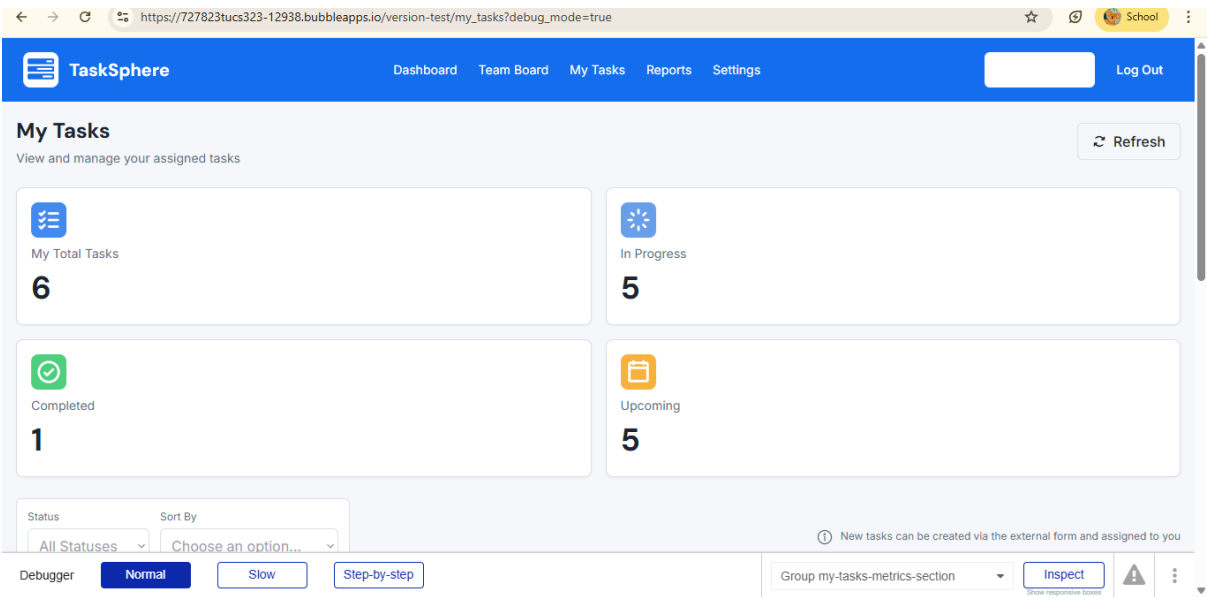 https://727823tucs323-12938.bubbleapps.io/version-test/my_tasks?debug_mode=true School
TaskSphere Dashboard Team Board My Tasks Reports Settings Log Out
My Tasks
View and manage your assigned tasks
Refresh
My Total Tasks
6
In Progress
5
Completed
1
Upcoming
5
Status Sort By
All Statuses Choose an option...
New tasks can be created via the external form and assigned to you
Debugger Normal Slow Step-by-step Group my-tasks-metrics-section Inspect
Show responsive boxes